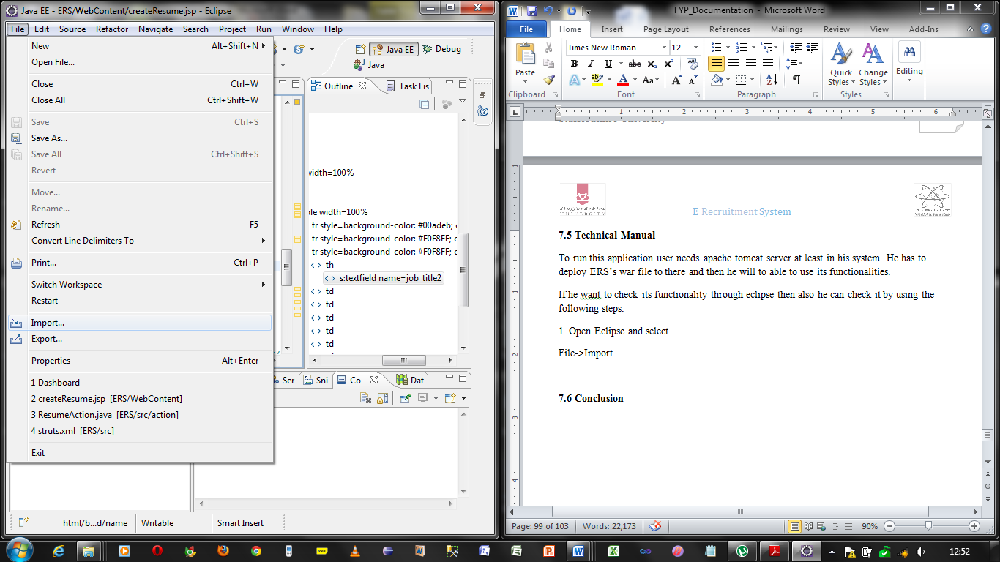 Java EE - ERS/WebContent/createResume.jsp - Eclipse
File Edit Source Refactor Navigate Search Project Run Window Help
New Alt+Shift+N
Open File...
Close Ctrl+W
Close All Ctrl+Shift+W
Save Ctrl+S
Save As...
Save All Ctrl+Shift+S
Revert
Move...
Rename...
Refresh F5
Convert Line Delimiters To
Print... Ctrl+P
Switch Workspace
Restart
Import...
Export...
Properties Alt+Enter
1 Dashboard
2 createResume.jsp [ERS/WebContent]
3 ResumeAction.java [ERS/src/action]
4 struts.xml [ERS/src]
Exit
Java EE Debug
Java
Outline Task Lis
width=100%
ble width=100%
tr style=background-color: #00adeb; c
tr style=background-color: #F0F8FF; c
tr style=background-color: #F0F8FF; c
th
s:textfield name=job_title2
td
td
td
td
td
Ser Sni Co Dat
html/b...d/name Writable Smart Insert
FYP_Documentation - Microsoft Word
File Home Insert Page Layout References Mailings Review View Add-Ins
Times New Roman 12
Paste
Quick Styles
Change Styles
Editing
Clipboard Font Paragraph Styles
1 2 3 4 5 6
Staffordshire University
Staffordshire
UNIVERSITY
E Recruitment System
7.5 Technical Manual
To run this application user needs apache tomcat server at least in his system. He has to
deploy ERS's war file to there and then he will to able to use its functionalities.
If he want to check its functionality through eclipse then also he can check it by using the
following steps.
1. Open Eclipse and select
File->Import
7.6 Conclusion
Page: 99 of 103 Words: 22,173 90%
12:52